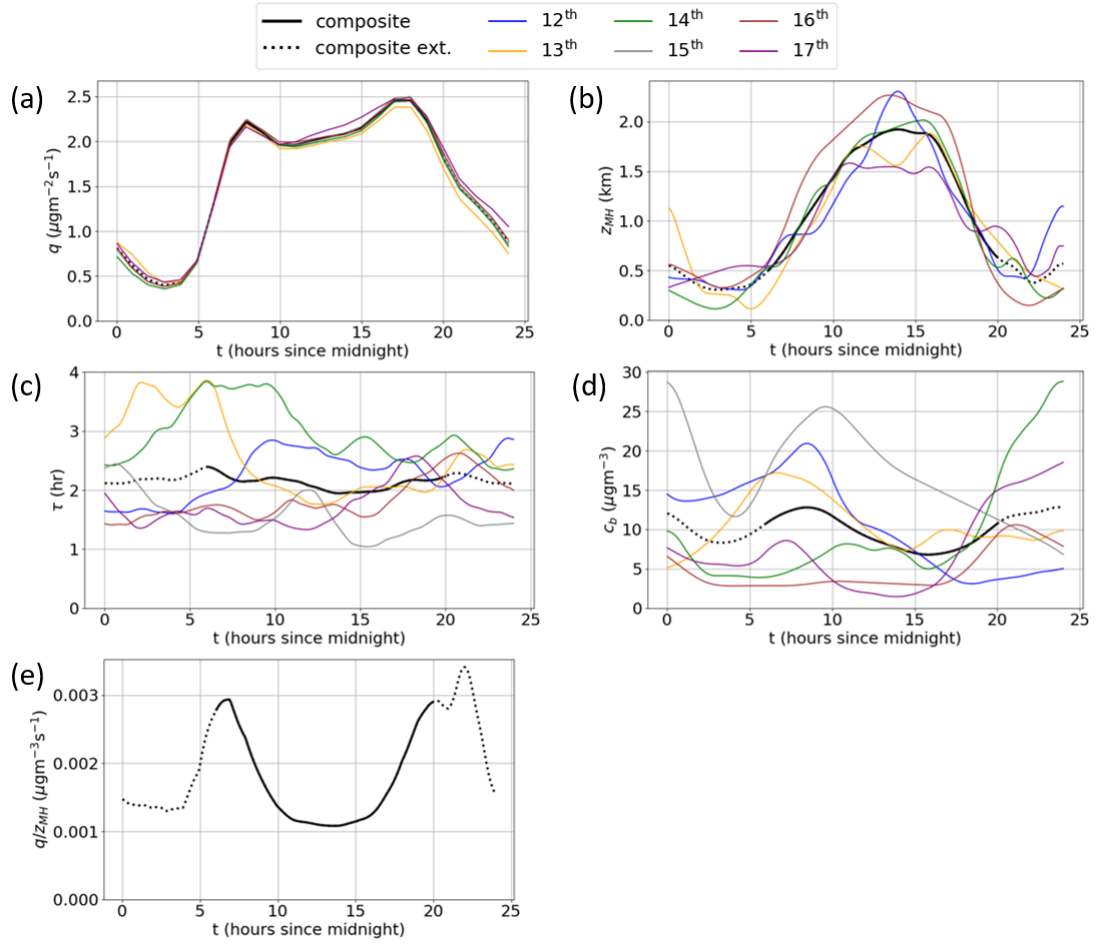 composite
composite ext.
12th
13th
14th
15th
16th
17th
(a)
2.5
2.0
1.5
1.0
0.5
0.0
q (μgm−2s−1)
0 5 10 15 20 25
t (hours since midnight)
(b)
2.0
1.5
1.0
0.5
0.0
zMH (km)
0 5 10 15 20 25
t (hours since midnight)
(c)
4
3
2
1
0
τ (hr)
0 5 10 15 20 25
t (hours since midnight)
(d)
30
25
20
15
10
5
0
cb (μgm−3)
0 5 10 15 20 25
t (hours since midnight)
(e)
0.003
0.002
0.001
0.000
q/zMH (μgm−3s−1)
0 5 10 15 20 25
t (hours since midnight)